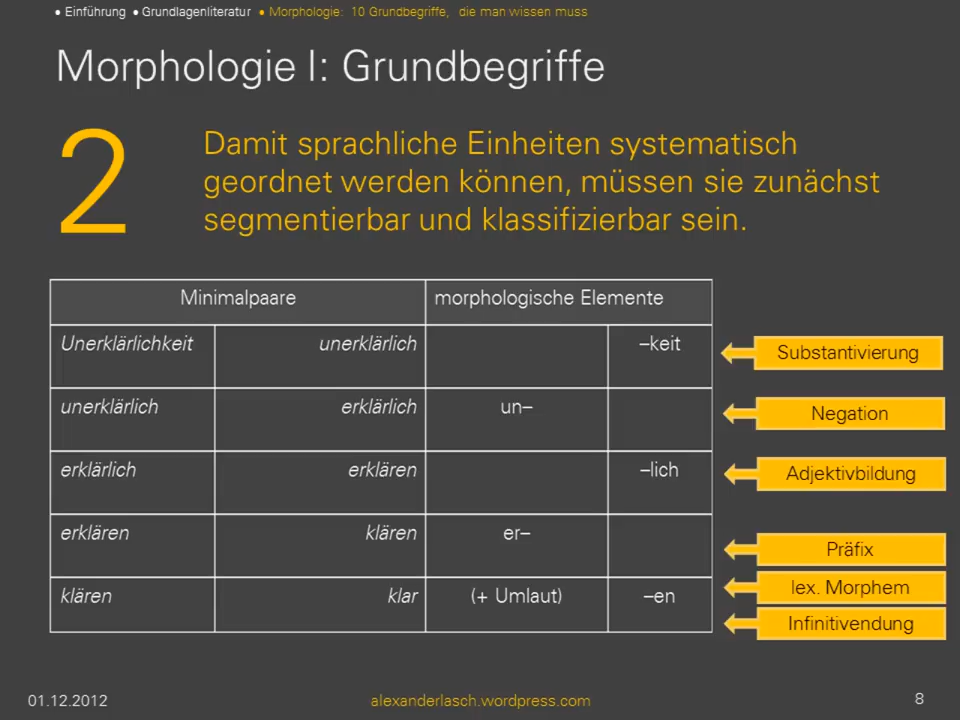 • Einführung • Grundlagenliteratur • Morphologie: 10 Grundbegriffe, die man wissen muss
Morphologie I: Grundbegriffe
2
Damit sprachliche Einheiten systematisch
geordnet werden können, müssen sie zunächst
segmentierbar und klassifizierbar sein.
Minimalpaare morphologische Elemente
Unerklärlichkeit unerklärlich –keit Substantivierung
unerklärlich erklärlich un– Negation
erklärlich erklären –lich Adjektivbildung
erklären klären er– Präfix
klären klar (+ Umlaut) –en lex. Morphem
Infinitivendung
01.12.2012 alexanderlasch.wordpress.com 8